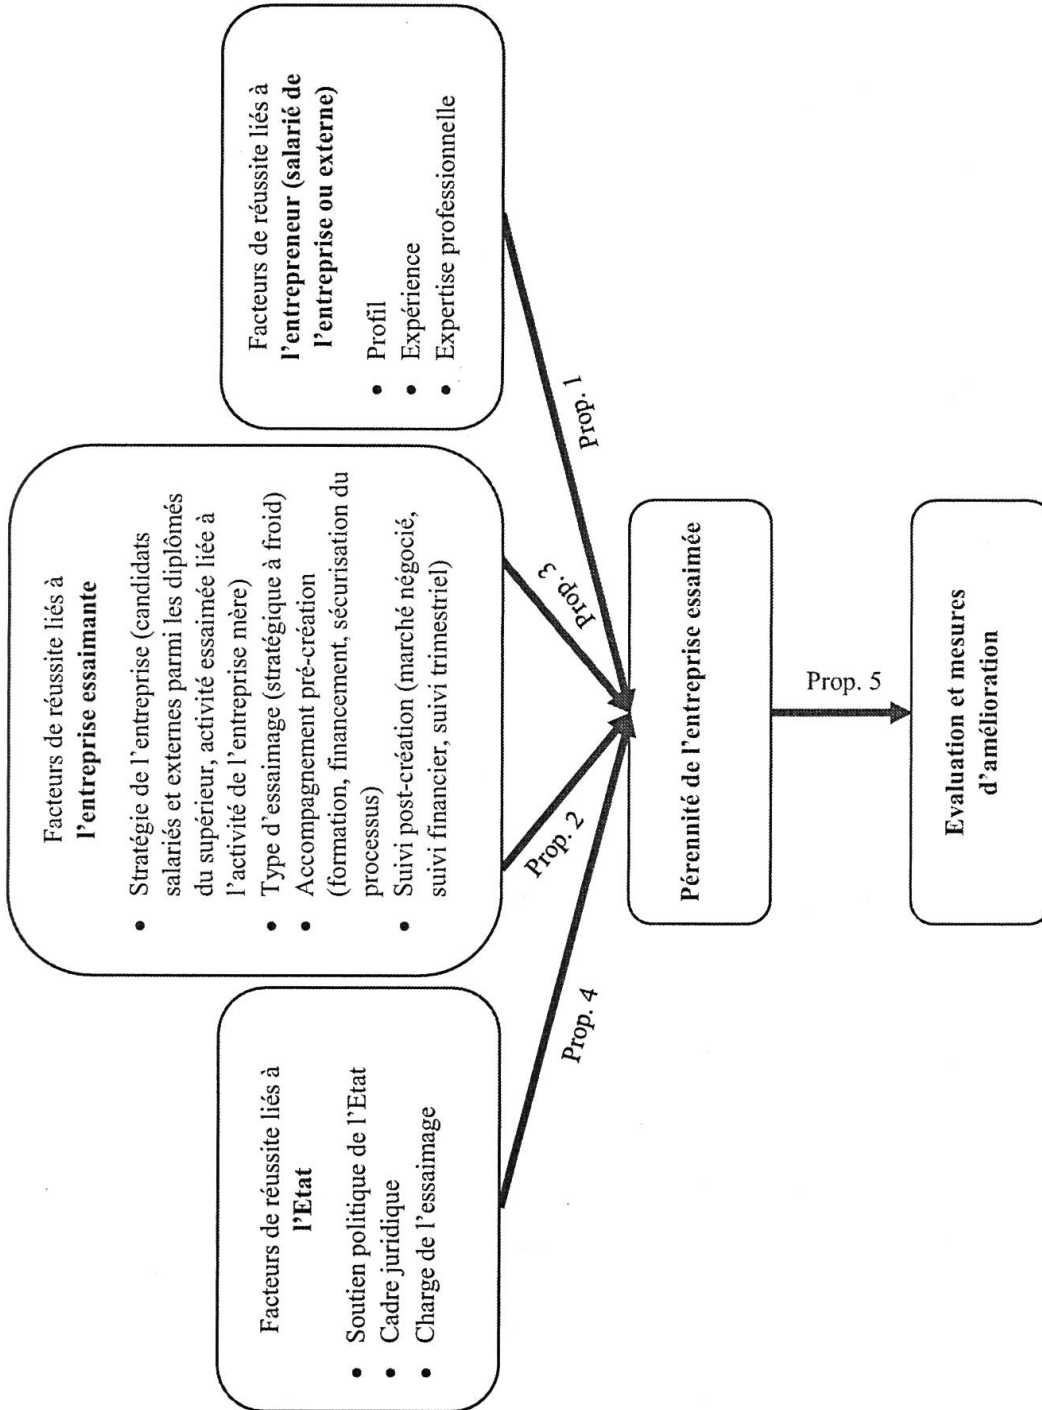 Facteurs de réussite liés à
l'Etat
• Soutien politique de l'Etat
• Cadre juridique
• Charge de l'essaimage
Facteurs de réussite liés à
l'entreprise essaimante
• Stratégie de l'entreprise (candidats
salariés et externes parmi les diplômés
du supérieur, activité essaimée liée à
l'activité de l'entreprise mère)
• Type d'essaimage (stratégique à froid)
• Accompagnement pré-création
(formation, financement, sécurisation du
processus)
• Suivi post-création (marché négocié,
suivi financier, suivi trimestriel)
Facteurs de réussite liés à
l'entrepreneur (salarié de
l'entreprise ou externe)
• Profil
• Expérience
• Expertise professionnelle
Prop. 4
Prop. 2
Prop. 3
Prop. 1
Pérennité de l'entreprise essaimée
Prop. 5
Evaluation et mesures
d'amélioration